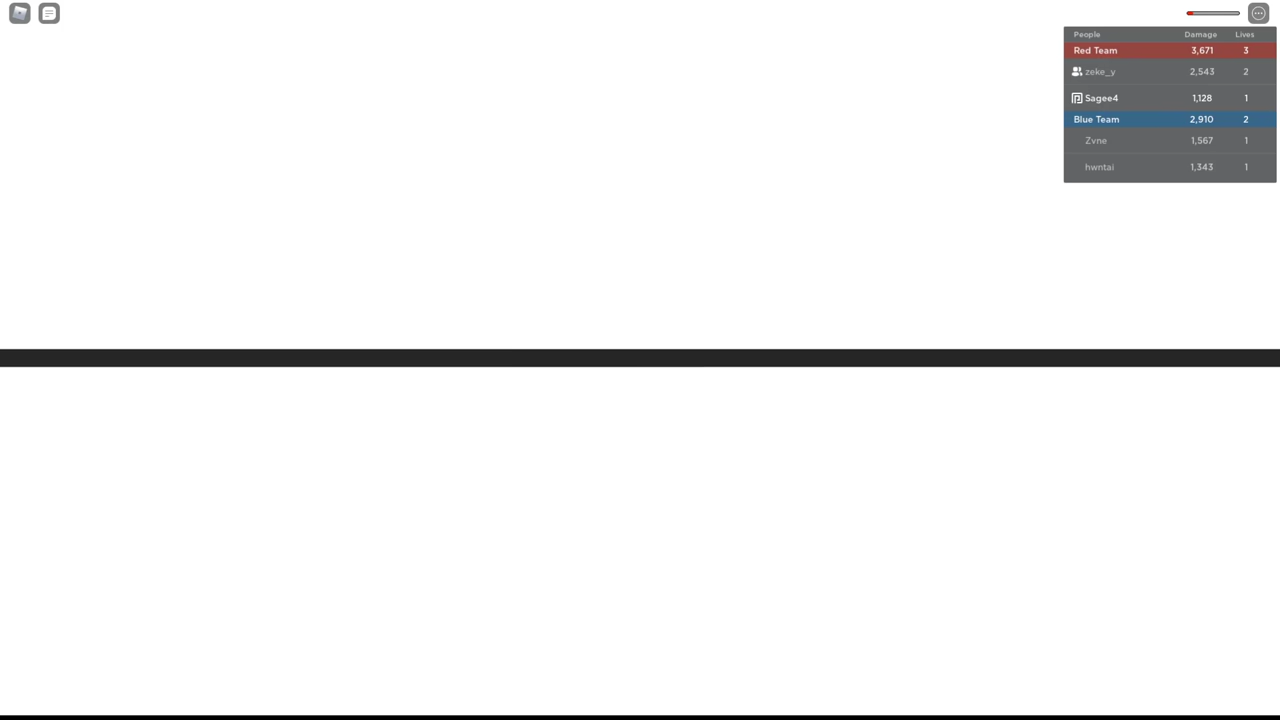 People Damage Lives
Red Team 3,671 3
zeke_y 2,543 2
Sagee4 1,128 1
Blue Team 2,910 2
Zvne 1,567 1
hwntai 1,343 1